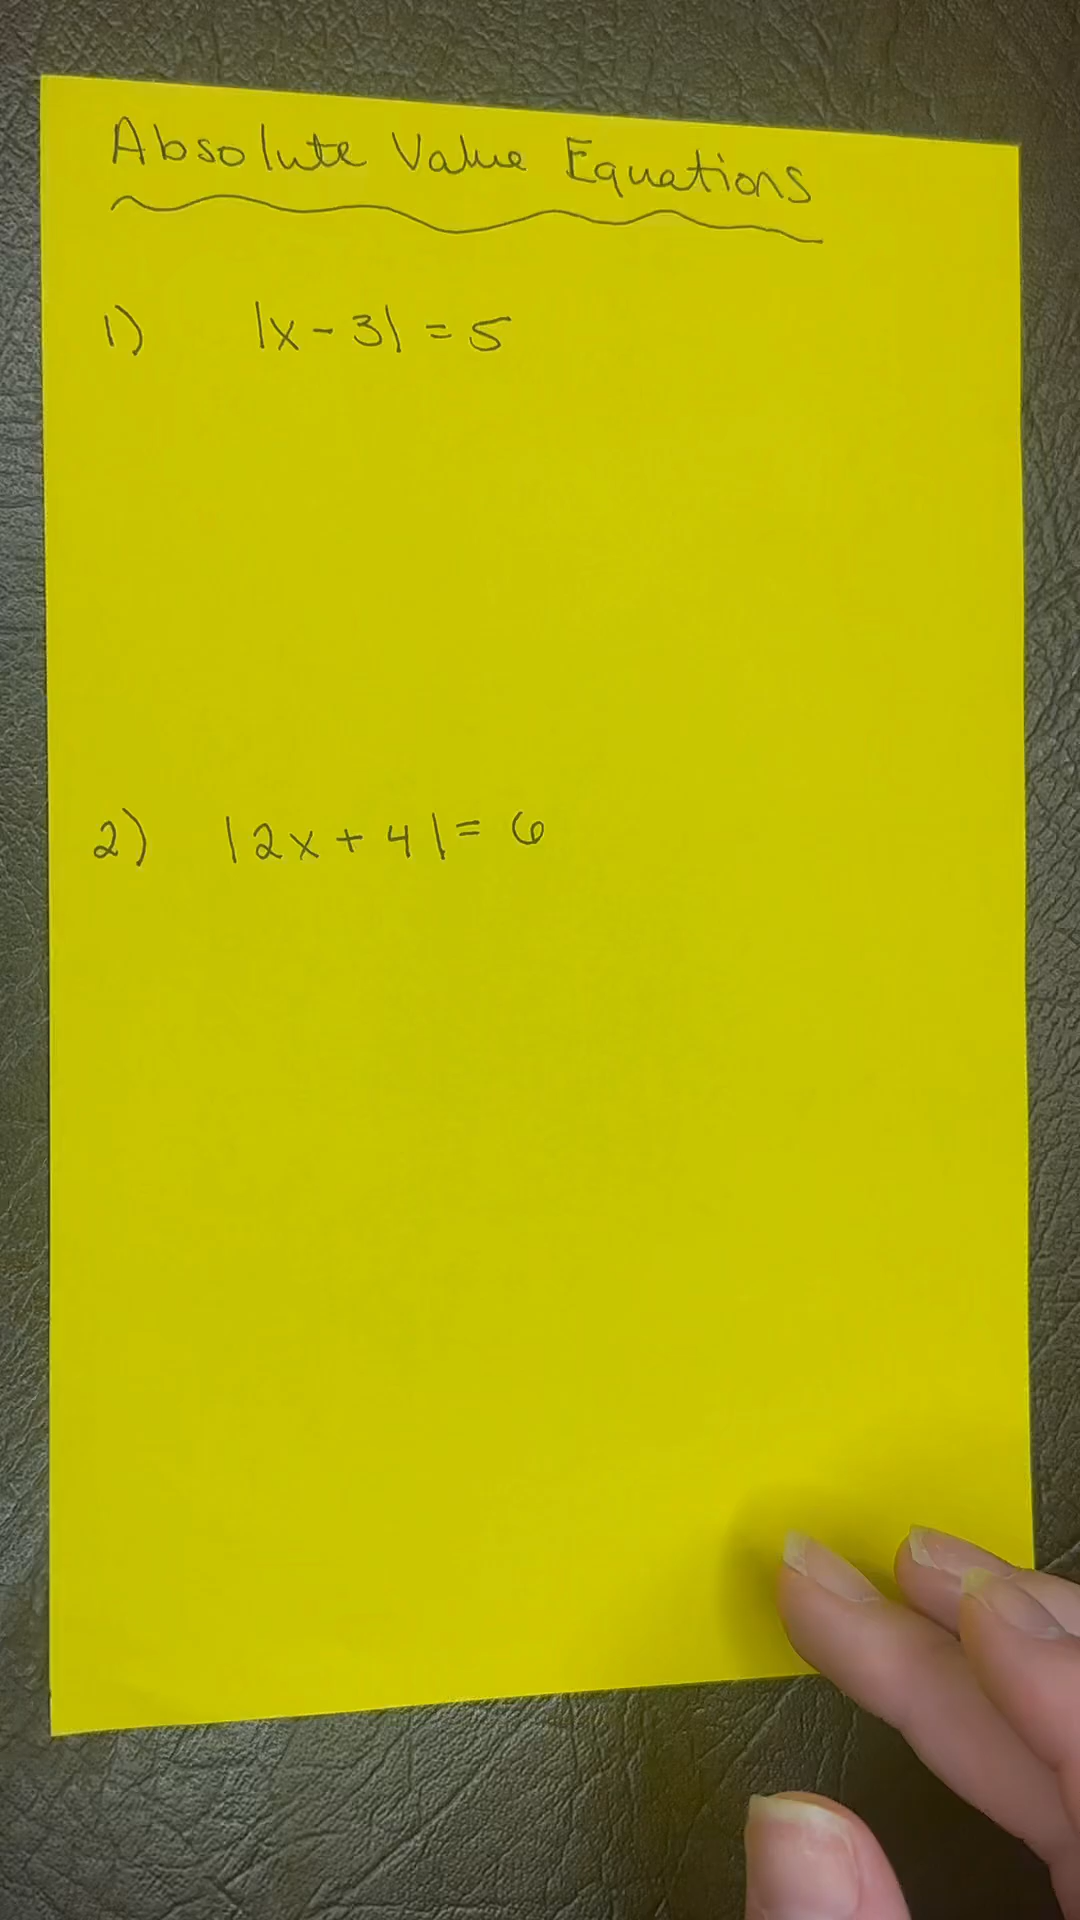 Absolute Value Equations
1) |x - 3| = 5
2) |2x + 4| = 6